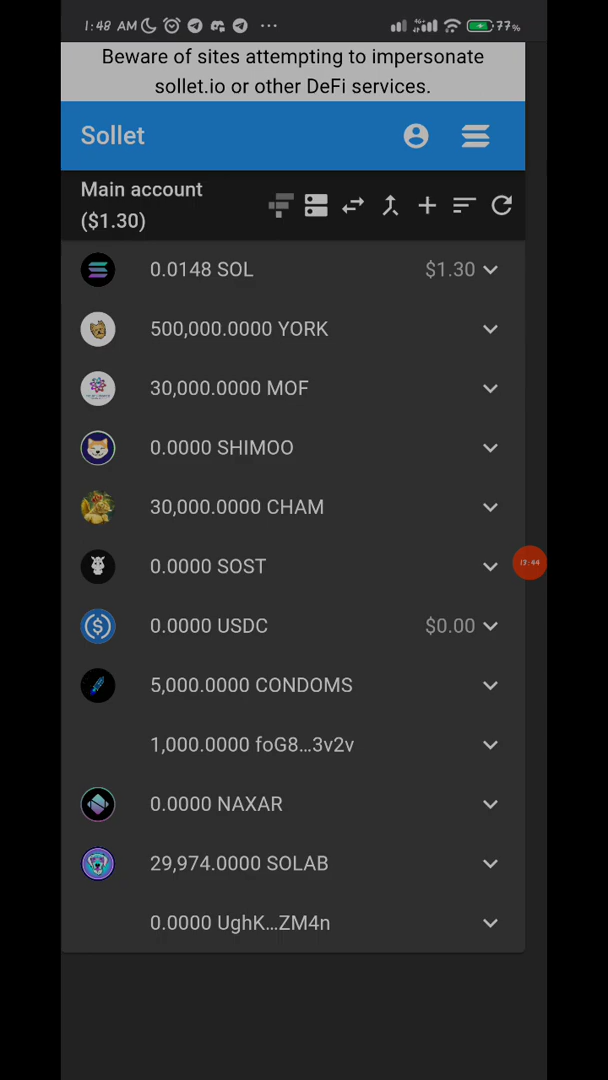 1:48 AM 77%
Beware of sites attempting to impersonate
sollet.io or other DeFi services.
Sollet
Main account
($1.30)
0.0148 SOL $1.30
500,000.0000 YORK
30,000.0000 MOF
0.0000 SHIMOO
30,000.0000 CHAM
0.0000 SOST
13:44
0.0000 USDC $0.00
5,000.0000 CONDOMS
1,000.0000 foG8...3v2v
0.0000 NAXAR
29,974.0000 SOLAB
0.0000 UghK...ZM4n